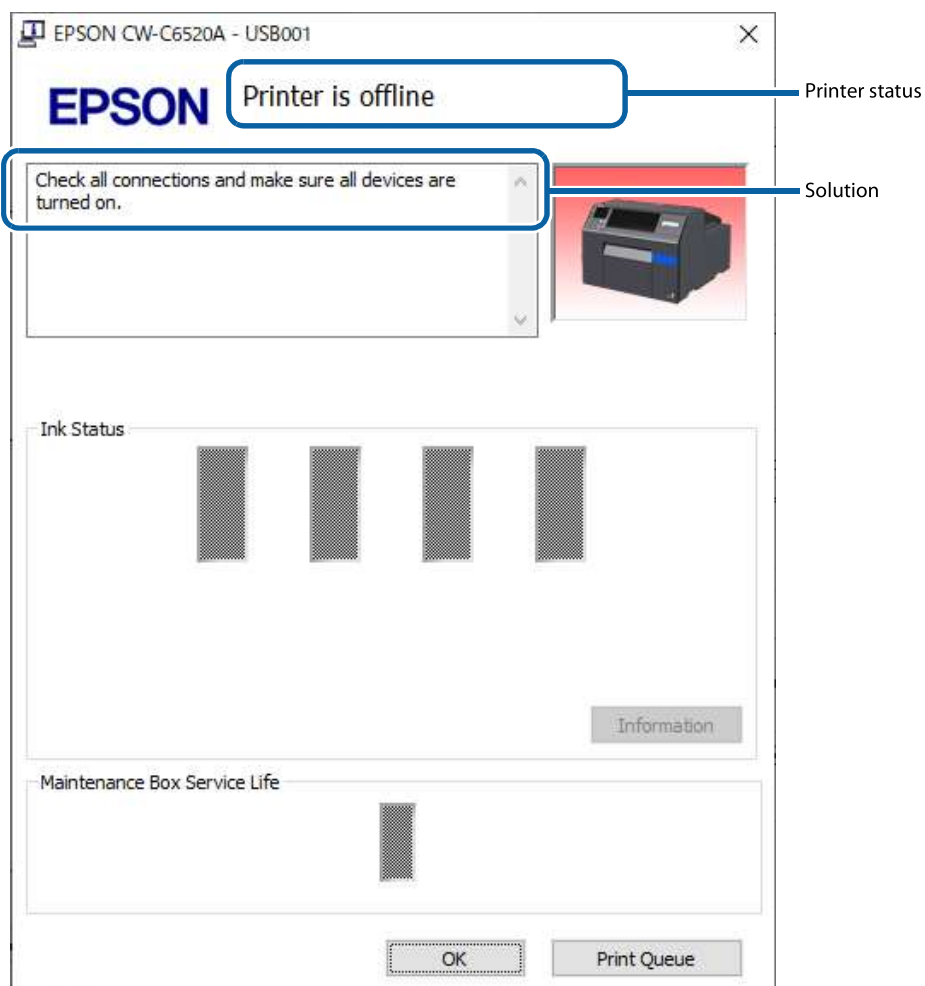 EPSON CW-C6520A - USB001
EPSON
Printer is offline
Printer status
Check all connections and make sure all devices are
turned on.
Solution
Ink Status
Information
Maintenance Box Service Life
OK
Print Queue